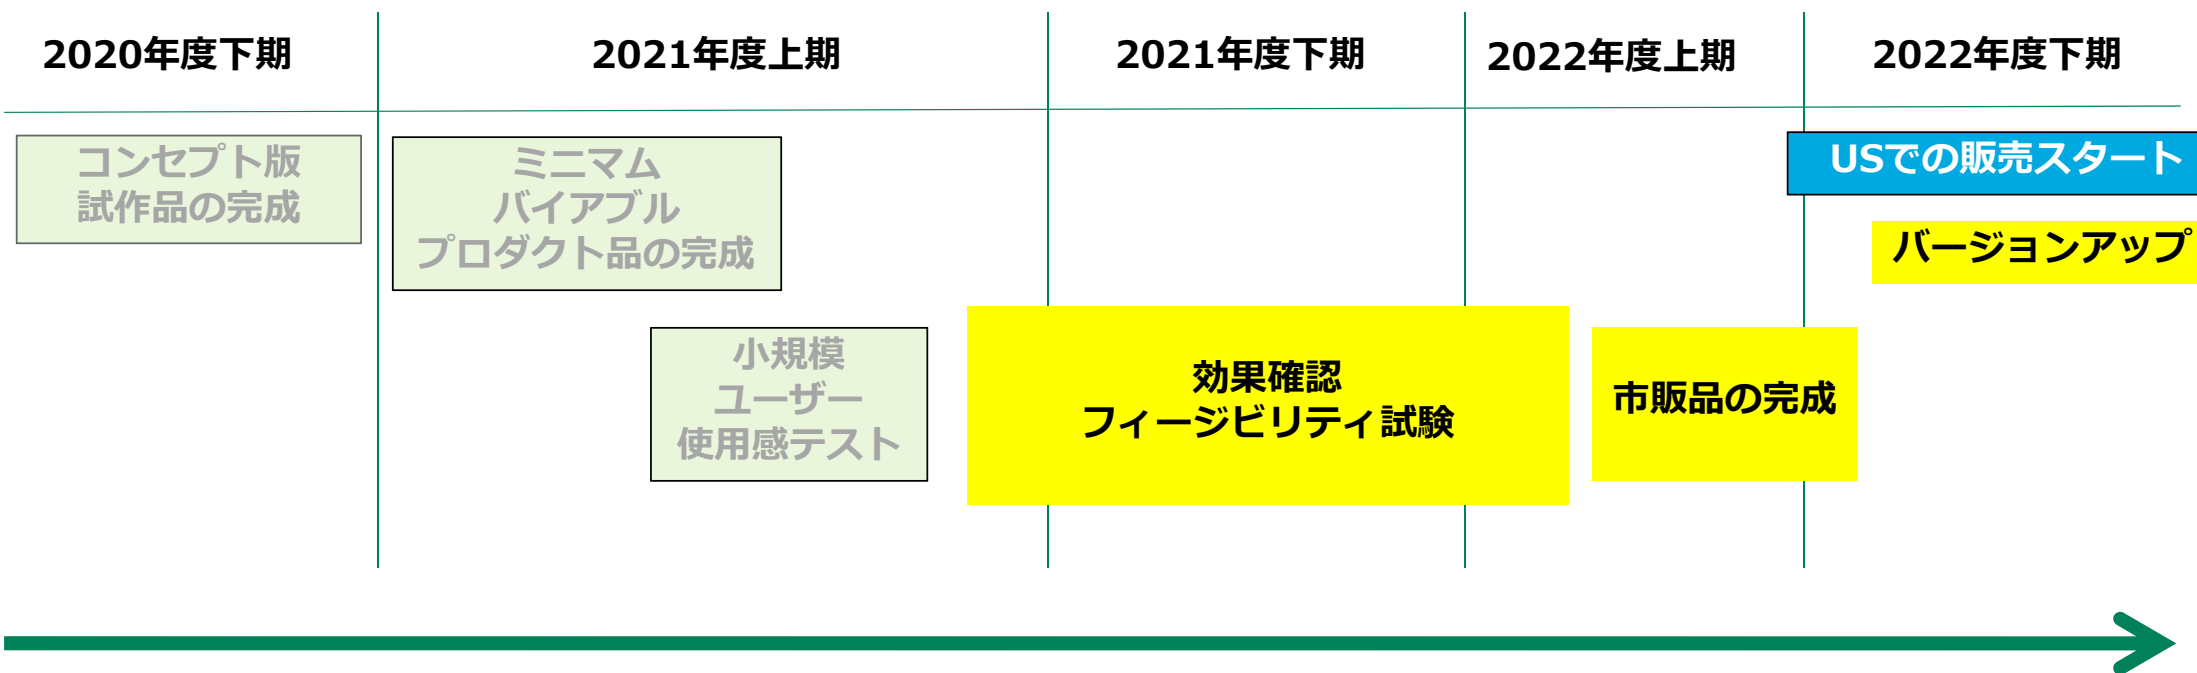 2020年度下期
2021年度上期
2021年度下期
2022年度上期
2022年度下期
コンセプト版
試作品の完成
ミニマム
バイアブル
プロダクト品の完成
USでの販売スタート
バージョンアップ
小規模
ユーザー
使用感テスト
効果確認
フィージビリティ試験
市販品の完成